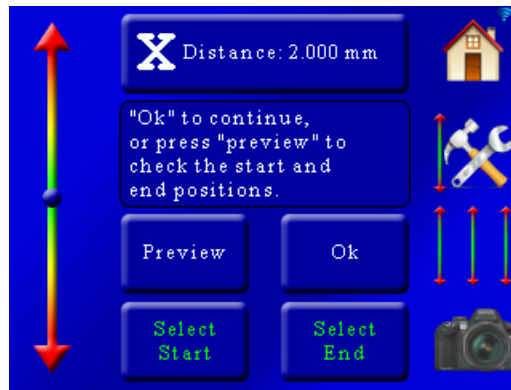 X Distance: 2.000 mm
"Ok" to continue,
or press "preview" to
check the start and
end positions.
Preview
Ok
Select
Start
Select
End